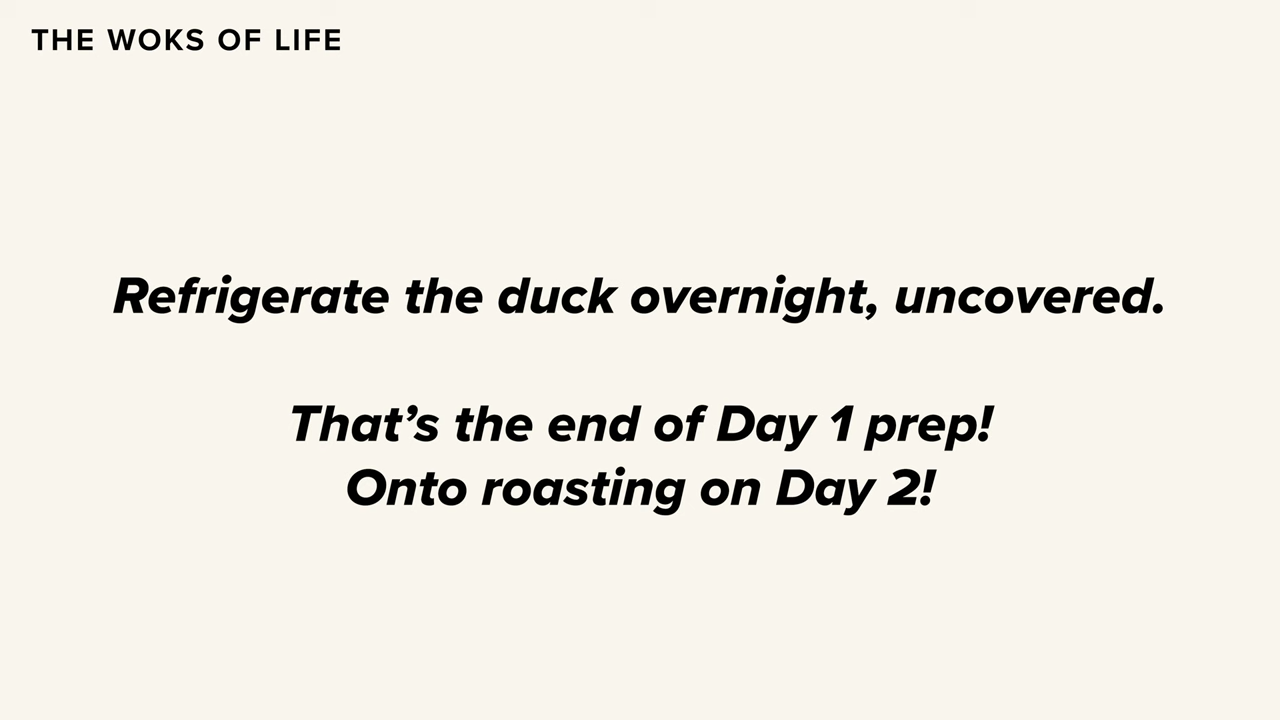 THE WOKS OF LIFE
Refrigerate the duck overnight, uncovered.
That’s the end of Day 1 prep!
Onto roasting on Day 2!